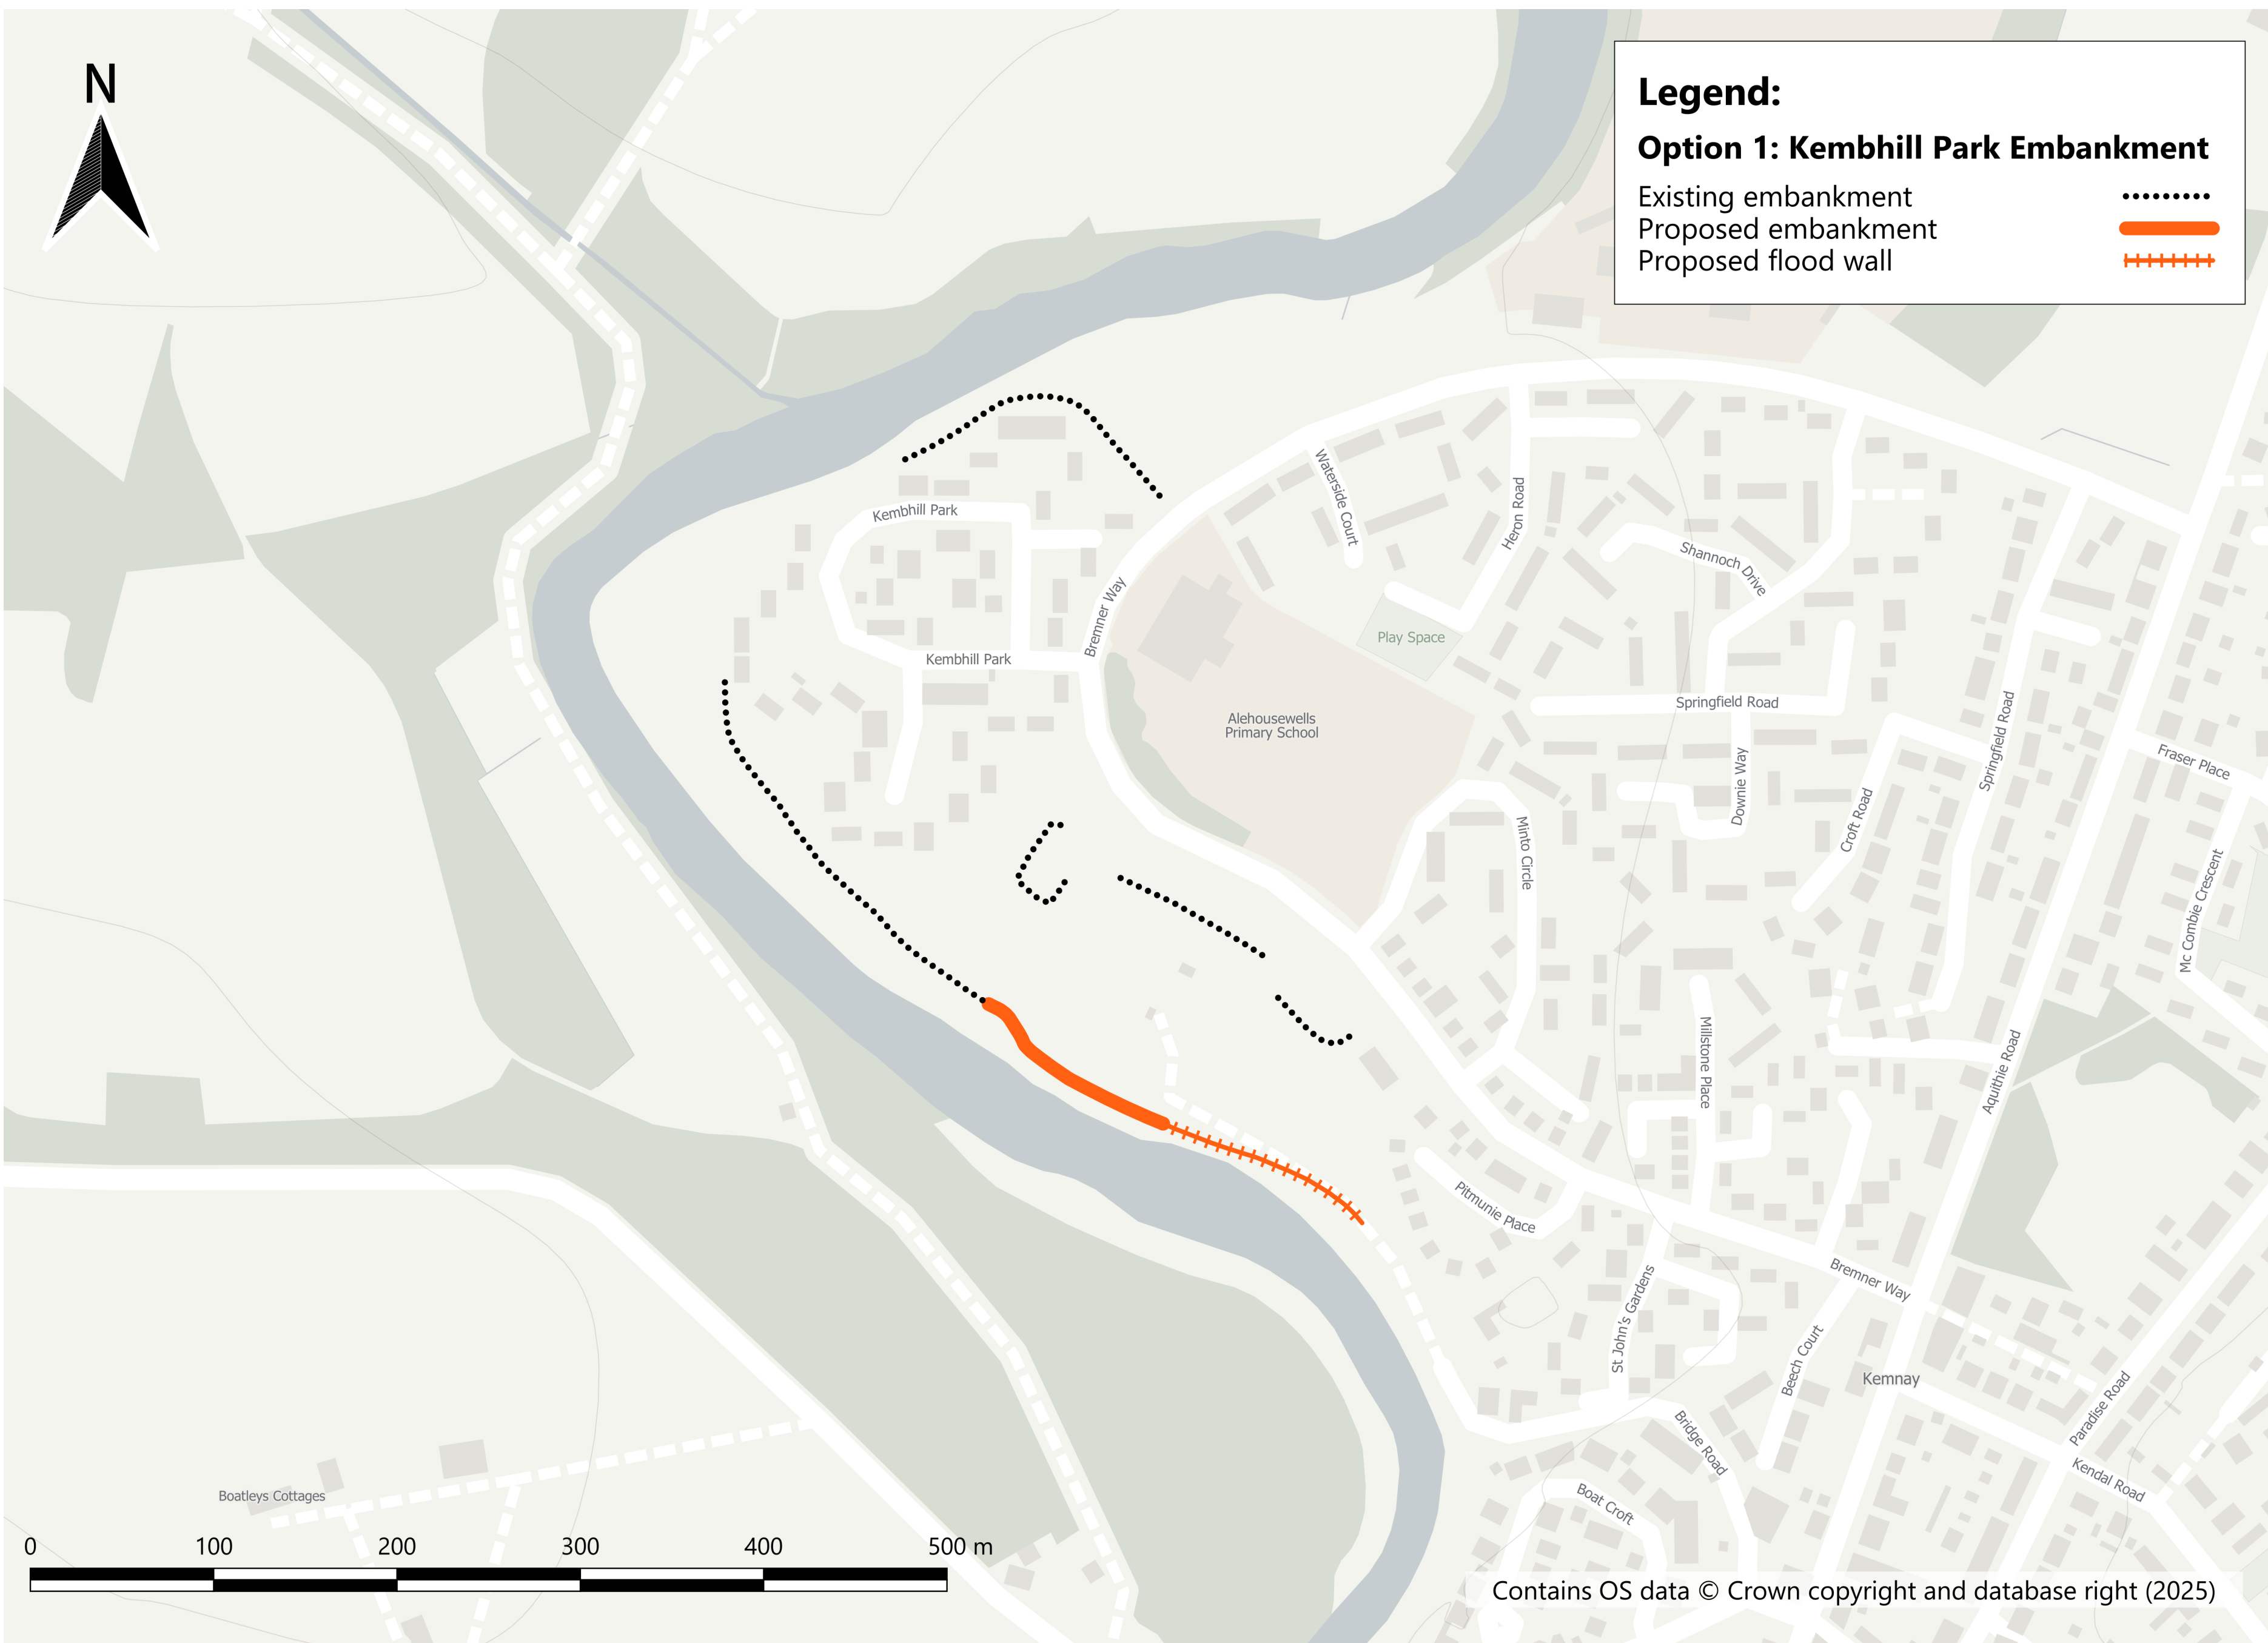 N
Legend:
Option 1: Kembhill Park Embankment
Existing embankment
Proposed embankment
Proposed flood wall
Waterside Court
Heron Road
Kembhill Park
Shannoch Drive
Bremner Way
Play Space
Kembhill Park
Alehousewells
Primary School
Springfield Road
Springfield Road
Fraser Place
Downie Way
Croft Road
Minto Circle
Mc Combie Crescent
Millstone Place
Aquithie Road
Pitmunie Place
Bremner Way
St John's Gardens
Beech Court
Kemnay
Paradise Road
Bridge Road
Kendal Road
Boat Croft
Boatleys Cottages
0 100 200 300 400 500 m
Contains OS data © Crown copyright and database right (2025)